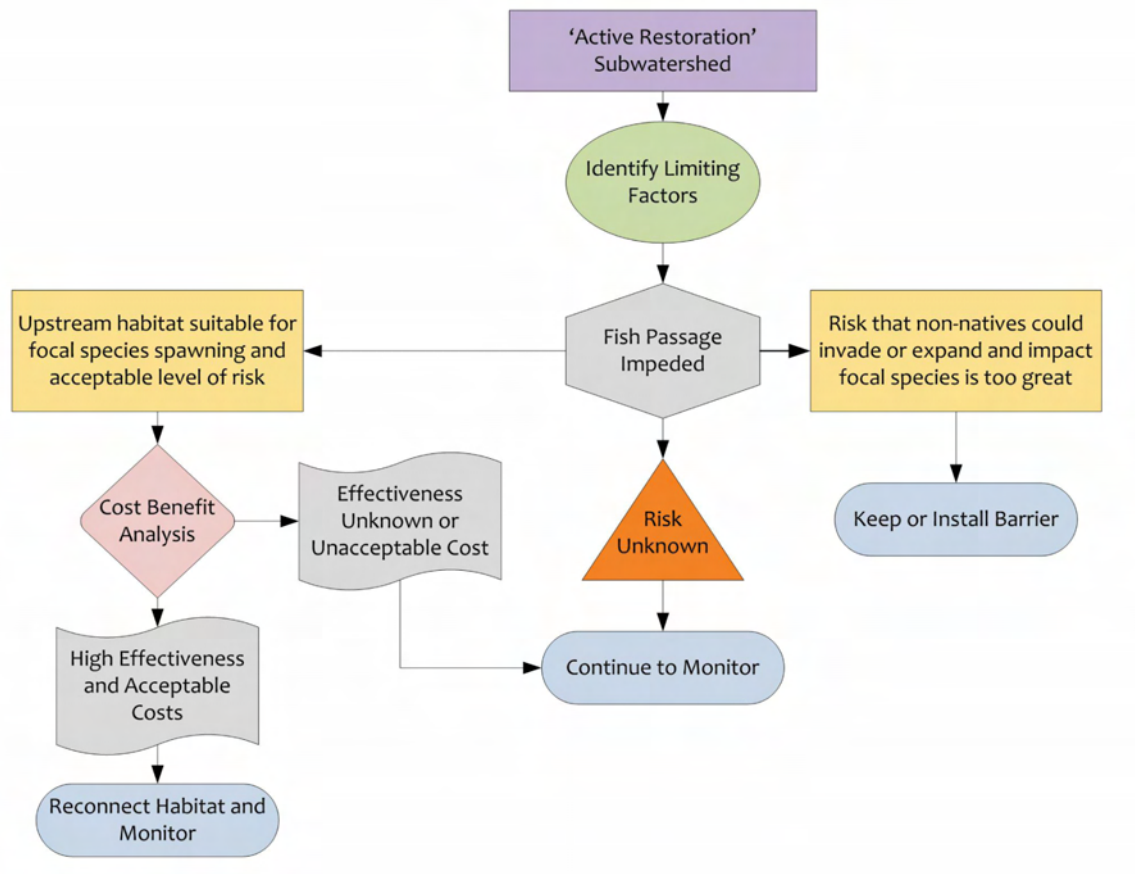 ‘Active Restoration’
Subwatershed
Identify Limiting
Factors
Upstream habitat suitable for
focal species spawning and
acceptable level of risk
Fish Passage
Impeded
Risk that non-natives could
invade or expand and impact
focal species is too great
Cost Benefit
Analysis
Effectiveness
Unknown or
Unacceptable Cost
Risk
Unknown
Keep or Install Barrier
High Effectiveness
and Acceptable
Costs
Continue to Monitor
Reconnect Habitat and
Monitor